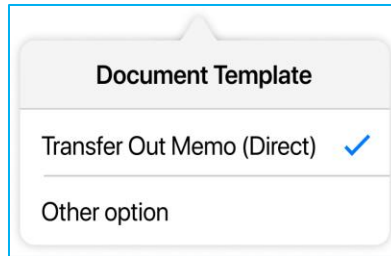 Document Template
Transfer Out Memo (Direct)
Other option